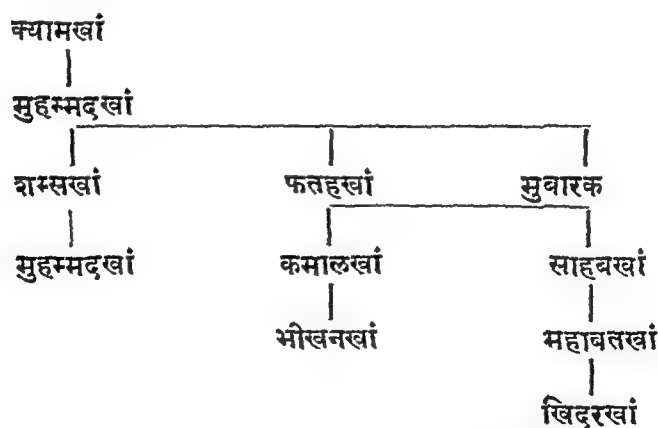 क्यामखां
मुहम्मदखां
शम्सखां फतहखां मुबारक
मुहम्मदखां कमालखां साहबखां
भीखनखां महाबतखां
खिदरखां